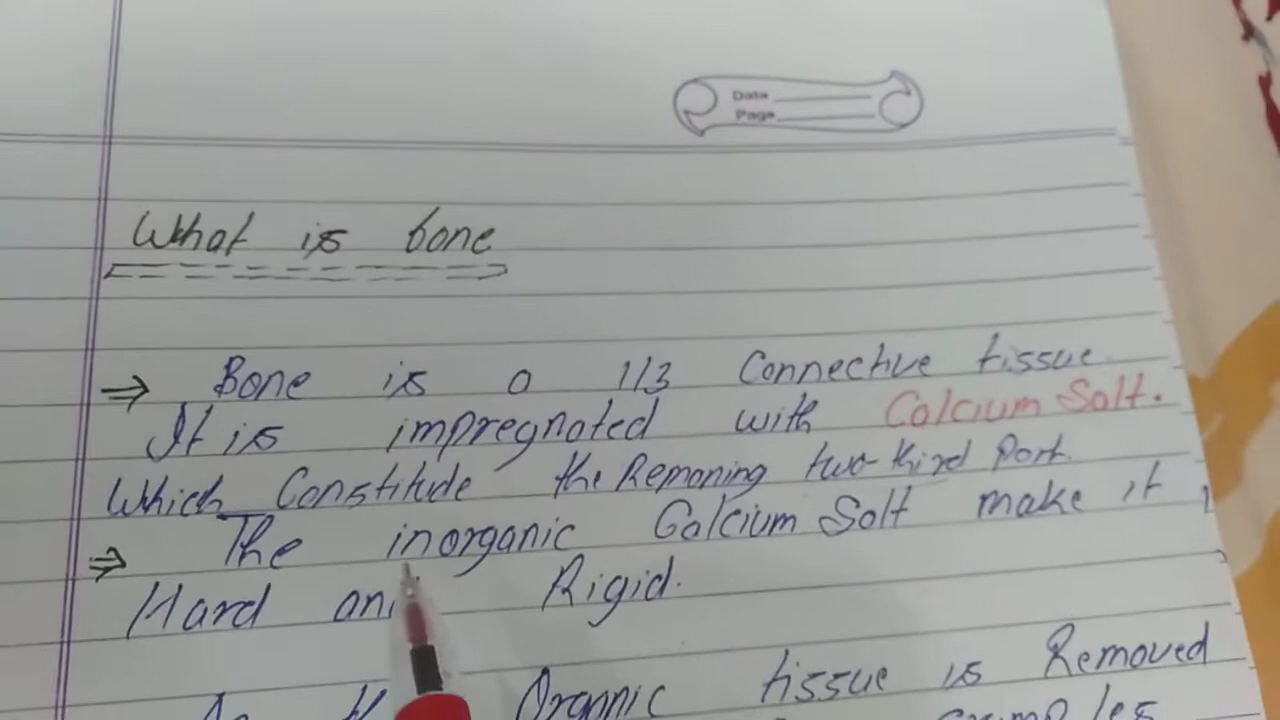 Date
Page
What is bone
⇒ Bone is a 1/3 Connective tissue
It is impregnated with Calcium Salt.
Which Constitude the Remaning two-third Part.
⇒ The inorganic Calcium Salt make it
Hard an Rigid.
Organic tissue is Removed